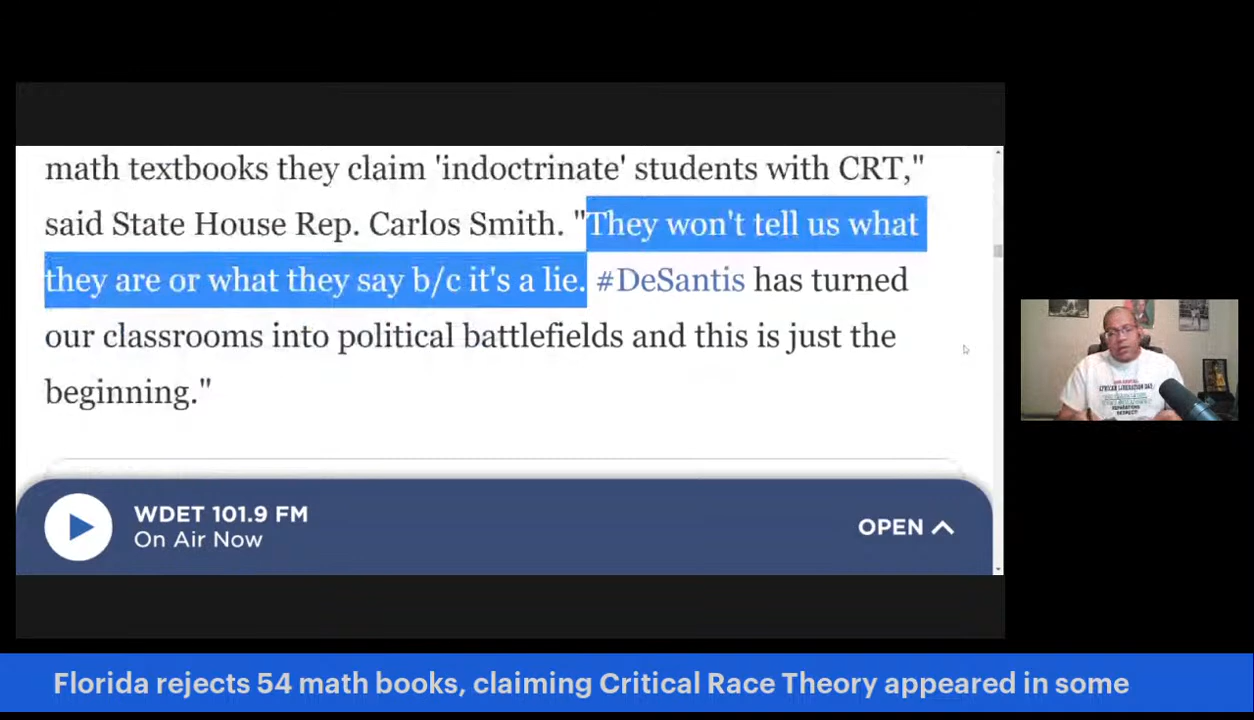 math textbooks they claim 'indoctrinate' students with CRT,"
said State House Rep. Carlos Smith. "They won't tell us what
they are or what they say b/c it's a lie. #DeSantis has turned
our classrooms into political battlefields and this is just the
beginning."
WDET 101.9 FM
On Air Now
OPEN
AFRICAN LIBERATION DAY
Florida rejects 54 math books, claiming Critical Race Theory appeared in some